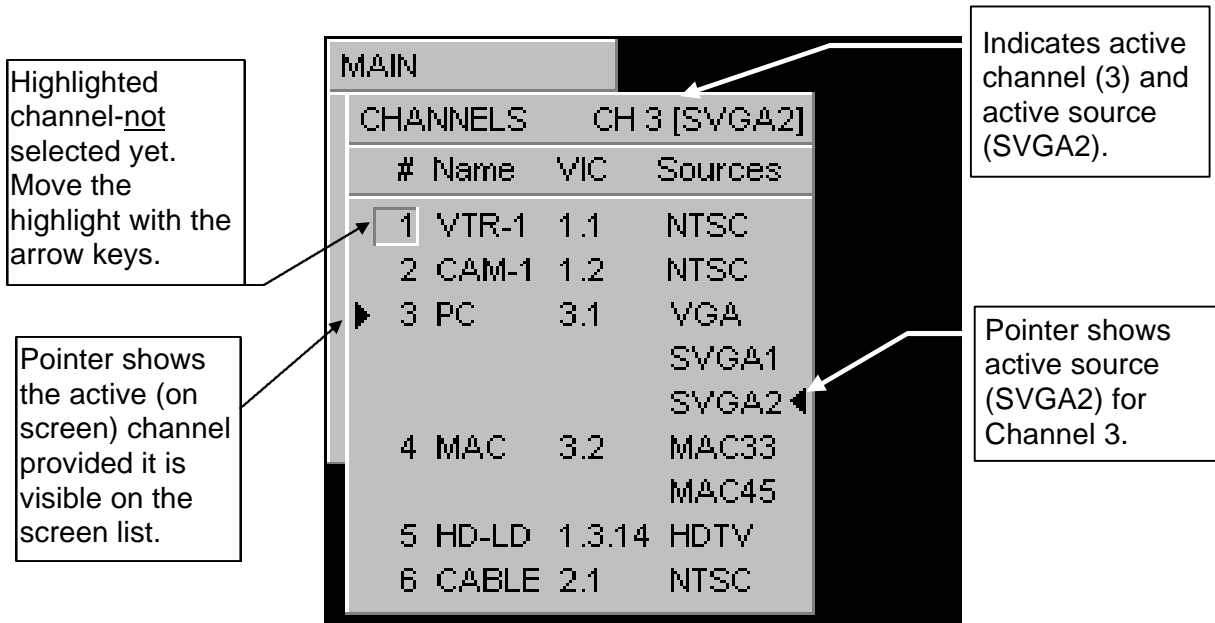 Highlighted
channel-not
selected yet.
Move the
highlight with the
arrow keys.
Pointer shows
the active (on
screen) channel
provided it is
visible on the
screen list.
MAIN
CHANNELS CH 3 [SVGA2]
# Name VIC Sources
1 VTR-1 1.1 NTSC
2 CAM-1 1.2 NTSC
3 PC 3.1 VGA
SVGA1
SVGA2
4 MAC 3.2 MAC33
MAC45
5 HD-LD 1.3.14 HDTV
6 CABLE 2.1 NTSC
Indicates active
channel (3) and
active source
(SVGA2).
Pointer shows
active source
(SVGA2) for
Channel 3.